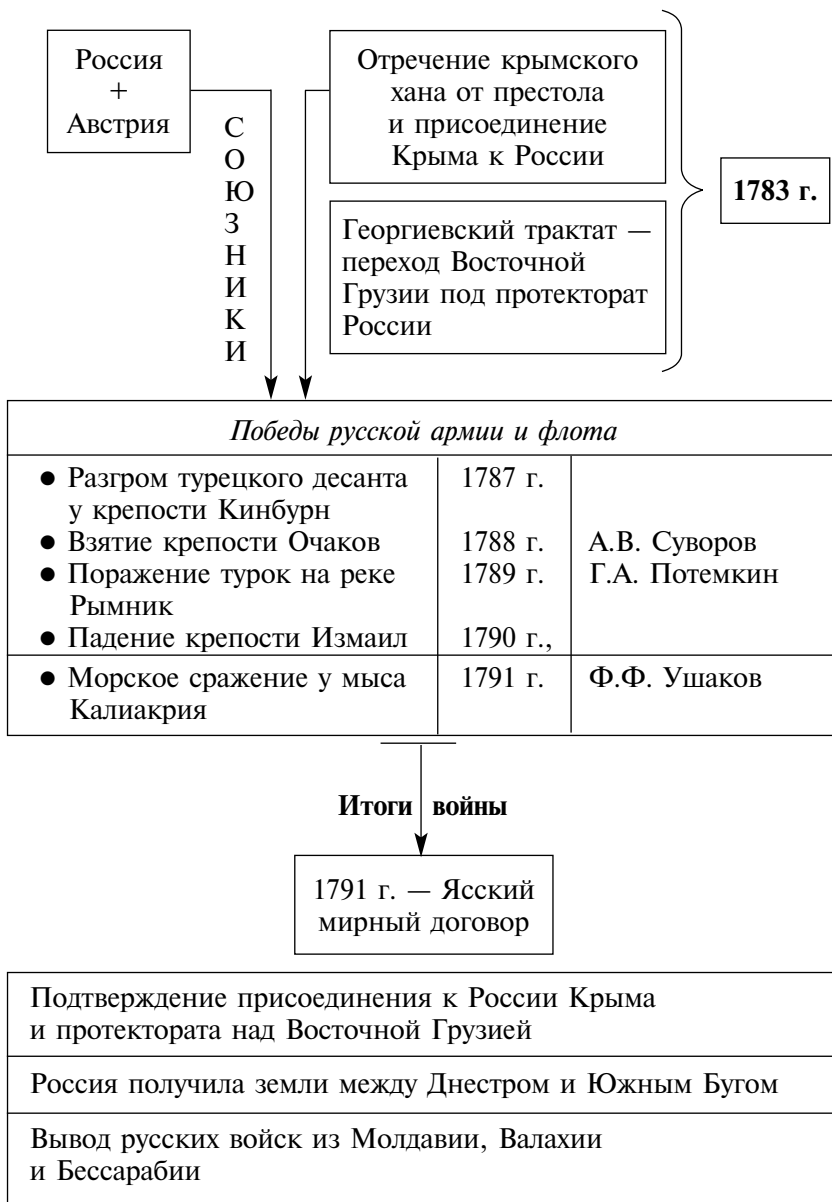 Россия
+
Австрия
СОЮЗНИКИ
Отречение крымского
хана от престола
и присоединение
Крыма к России
Георгиевский трактат —
переход Восточной
Грузии под протекторат
России
1783 г.
Победы русской армии и флота
● Разгром турецкого десанта 1787 г.
у крепости Кинбурн
● Взятие крепости Очаков 1788 г. А.В. Суворов
● Поражение турок на реке 1789 г. Г.А. Потемкин
Рымник
● Падение крепости Измаил 1790 г.,
● Морское сражение у мыса 1791 г. Ф.Ф. Ушаков
Калиакрия
Итоги войны
1791 г. — Ясский
мирный договор
Подтверждение присоединения к России Крыма
и протектората над Восточной Грузией
Россия получила земли между Днестром и Южным Бугом
Вывод русских войск из Молдавии, Валахии
и Бессарабии